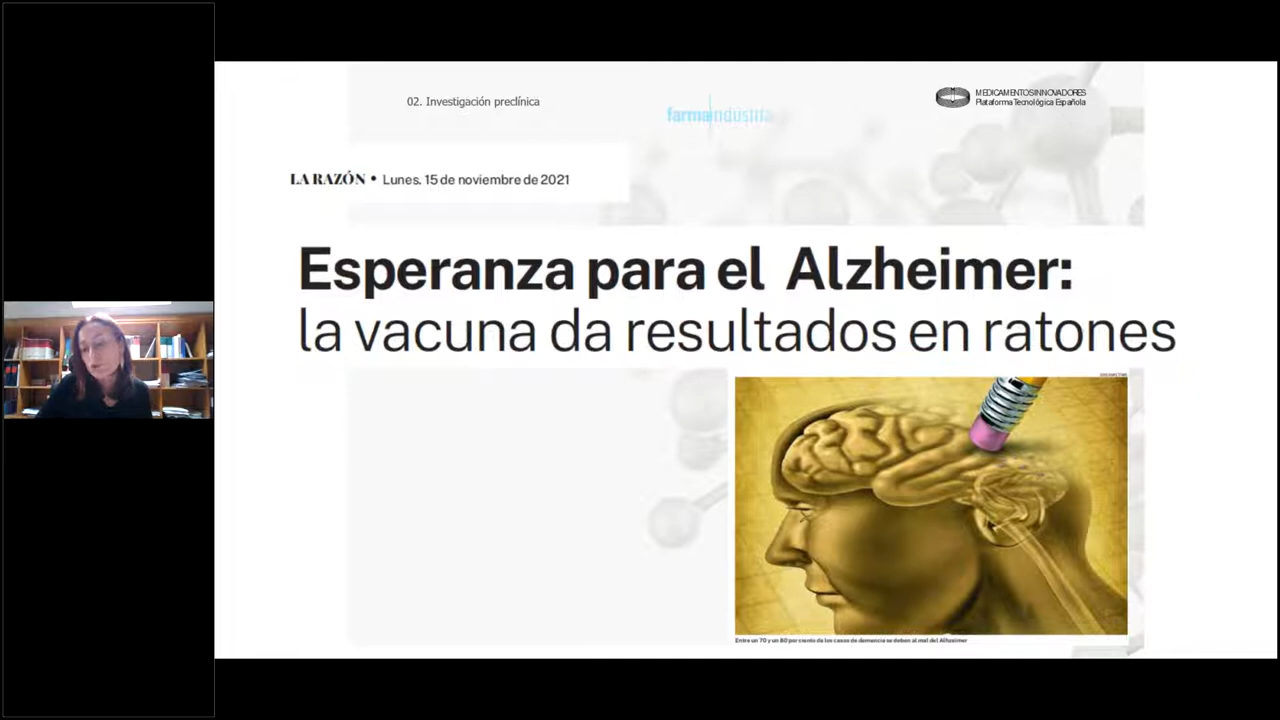 02. Investigación preclínica
farmaindustria
MEDICAMENTOS INNOVADORES
Plataforma Tecnológica Española
LA RAZÓN • Lunes. 15 de noviembre de 2021
Esperanza para el Alzheimer:
la vacuna da resultados en ratones
Entre un 70 y un 80 por ciento de los casos de demencia se deben al mal del Alzheimer